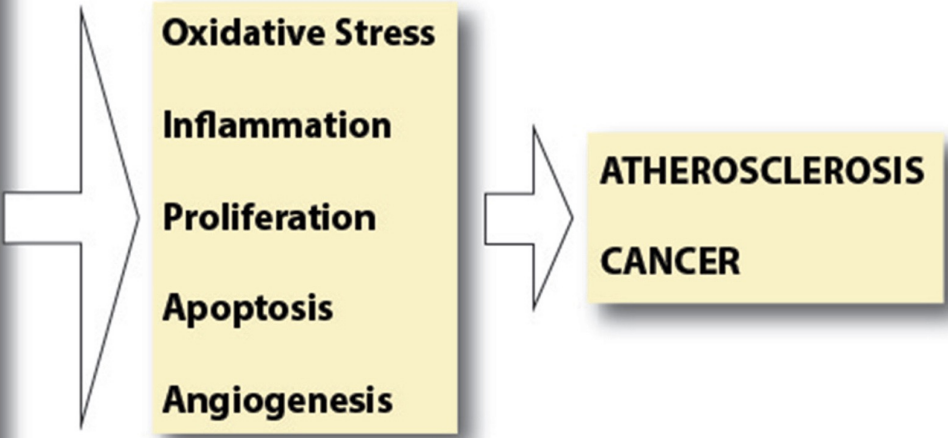 Oxidative Stress
Inflammation
Proliferation
Apoptosis
Angiogenesis
ATHEROSCLEROSIS
CANCER